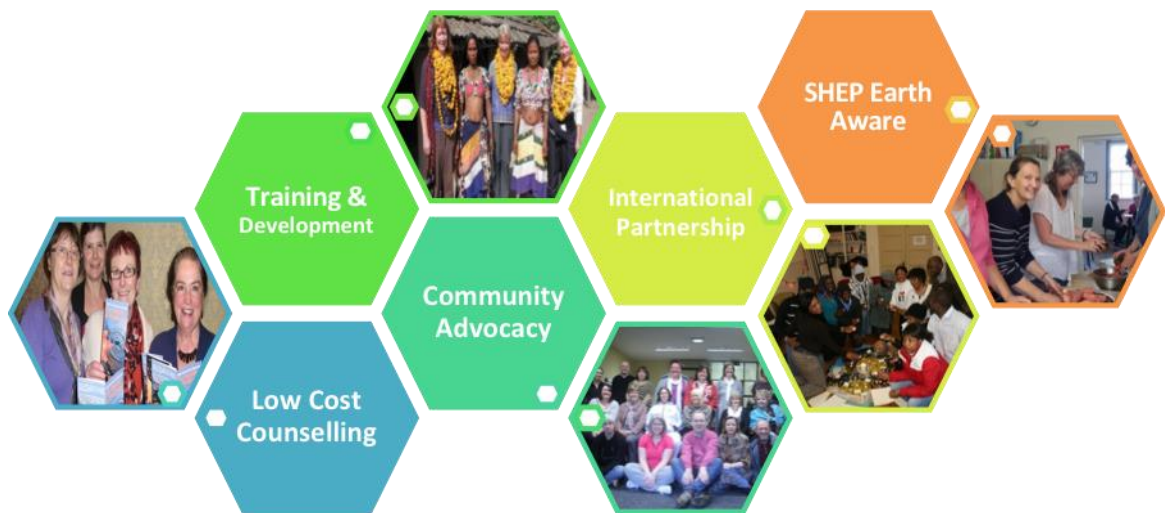 SHEP Earth
Aware
Training &
Development
International
Partnership
Community
Advocacy
Low Cost
Counselling